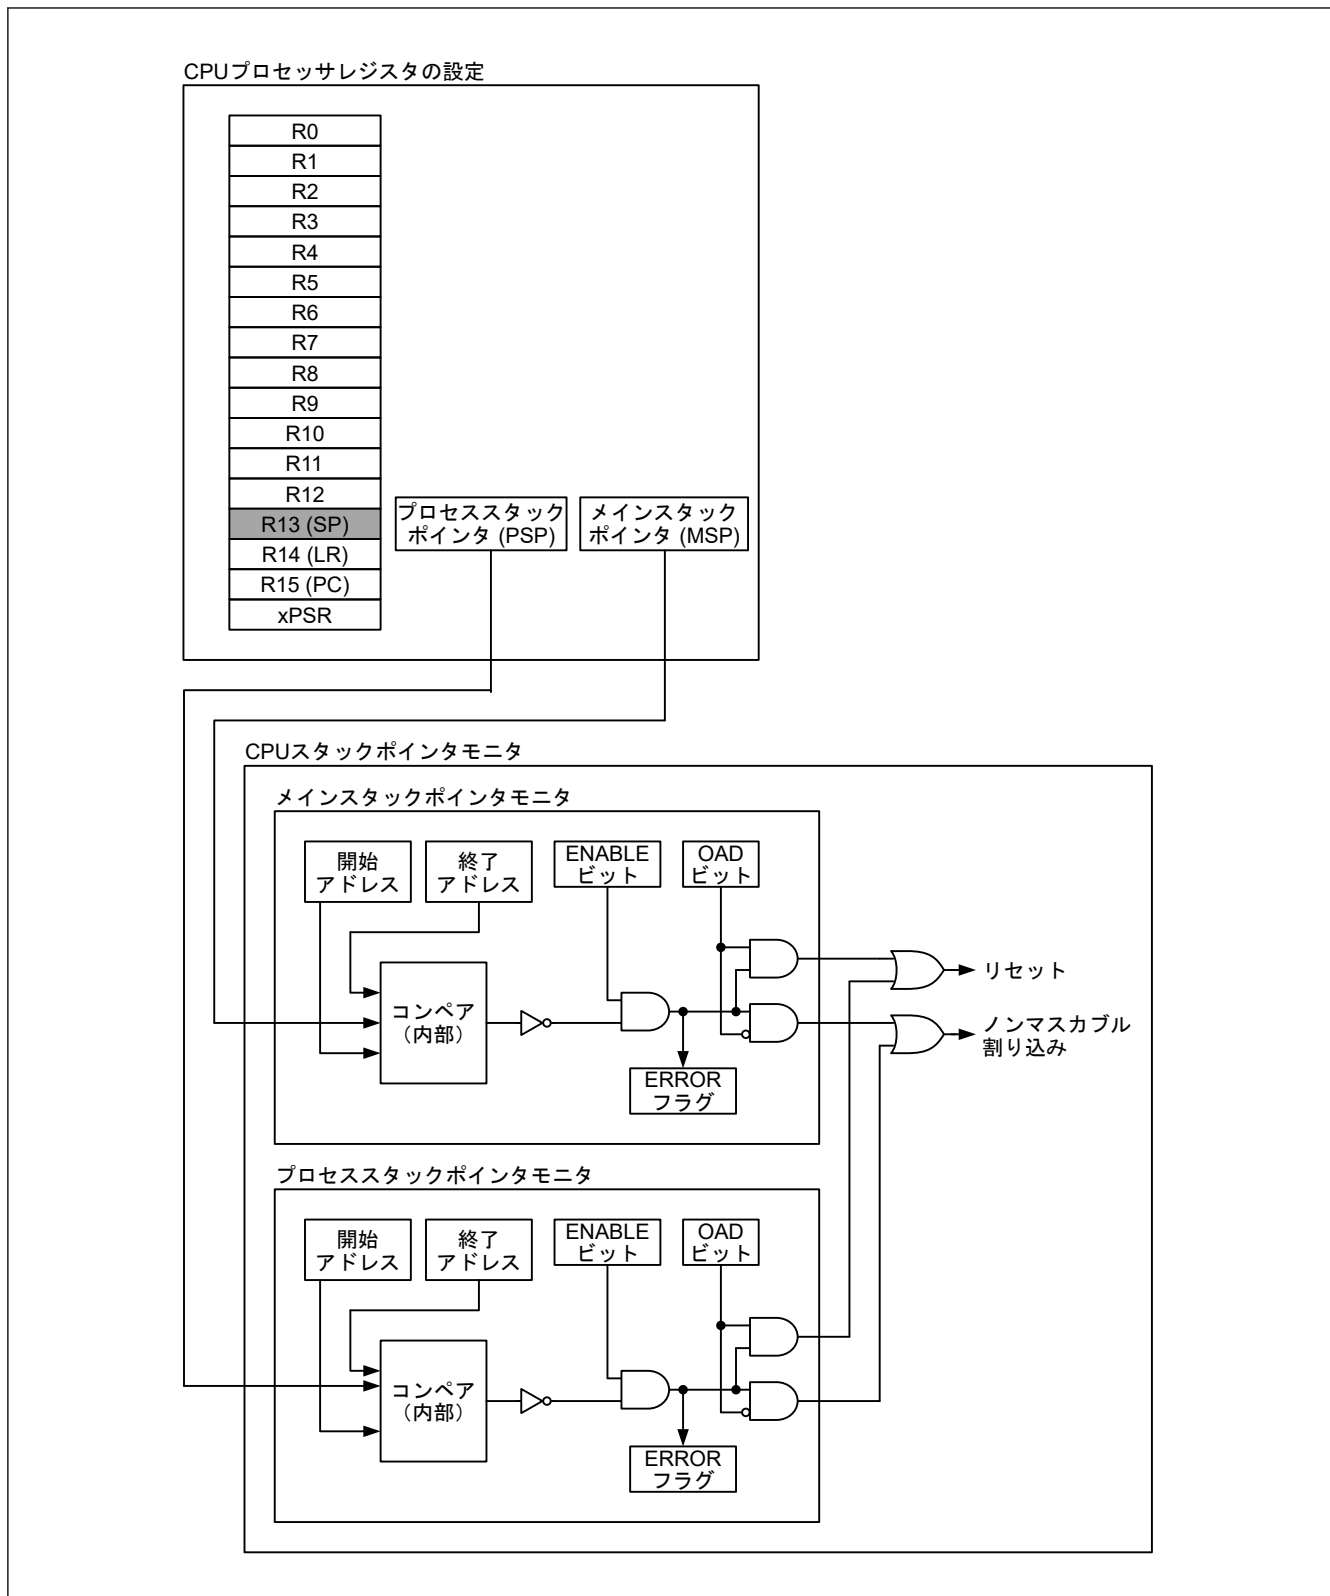 CPUプロセッサレジスタの設定
R0
R1
R2
R3
R4
R5
R6
R7
R8
R9
R10
R11
R12
R13 (SP)
R14 (LR)
R15 (PC)
xPSR
プロセススタック
ポインタ (PSP)
メインスタック
ポインタ (MSP)
CPUスタックポインタモニタ
メインスタックポインタモニタ
開始
アドレス
終了
アドレス
ENABLE
ビット
OAD
ビット
コンペア
（内部）
ERROR
フラグ
リセット
ノンマスカブル
割り込み
プロセススタックポインタモニタ
開始
アドレス
終了
アドレス
ENABLE
ビット
OAD
ビット
コンペア
（内部）
ERROR
フラグ